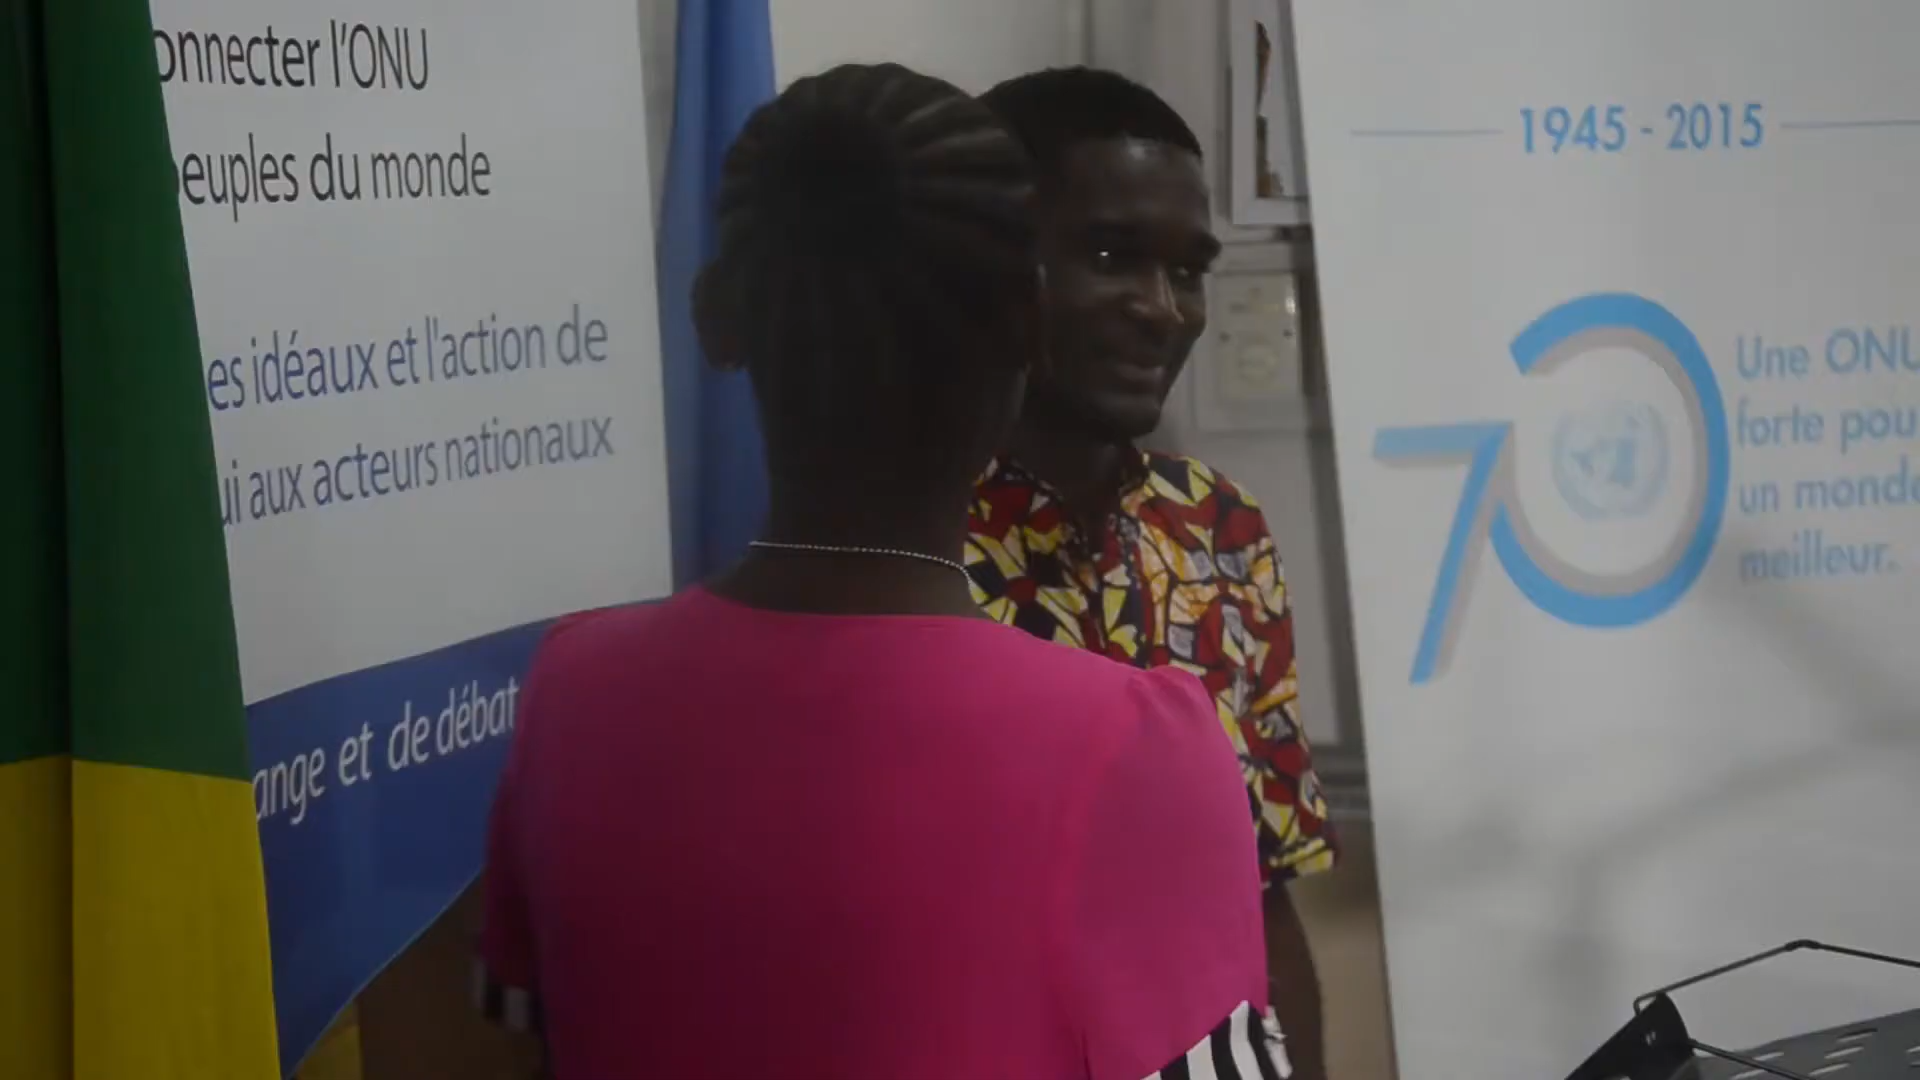 onnecter l'ONU
peuples du monde
es idéaux et l'action de
ui aux acteurs nationaux
ange et de débat
1945 - 2015
70
Une ONU
forte pou
un monde
meilleur.